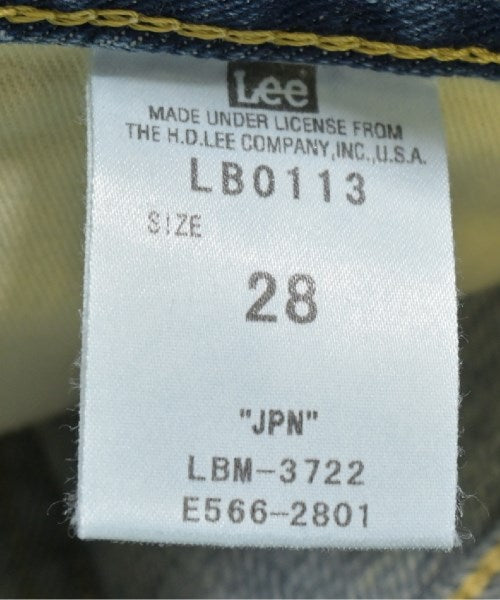 Lee
MADE UNDER LICENSE FROM
THE H.D.LEE COMPANY,INC.,U.S.A.
LB0113
SIZE
28
"JPN"
LBM-3722
E566-2801